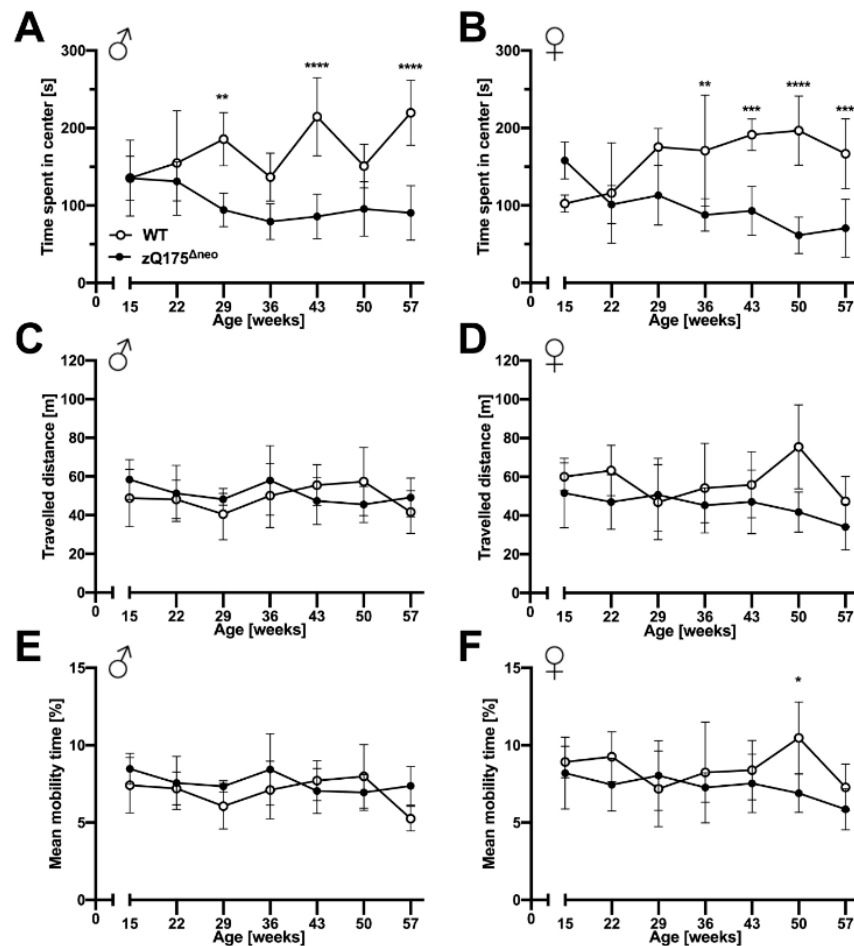 A ♂
Time spent in center [s]
300
200
100
0
** **** ****
WT
zQ175Δneo
0 15 22 29 36 43 50 57
Age [weeks]
B ♀
Time spent in center [s]
300
200
100
0
** *** **** ***
0 15 22 29 36 43 50 57
Age [weeks]
C ♂
Travelled distance [m]
120
100
80
60
40
20
0
0 15 22 29 36 43 50 57
Age [weeks]
D ♀
Travelled distance [m]
120
100
80
60
40
20
0
0 15 22 29 36 43 50 57
Age [weeks]
E ♂
Mean mobility time [%]
15
10
5
0
0 15 22 29 36 43 50 57
Age [weeks]
F ♀
Mean mobility time [%]
15
10
5
0
*
0 15 22 29 36 43 50 57
Age [weeks]